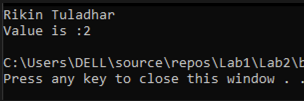 Rikin Tuladhar
Value is :2
C:\Users\DELL\source\repos\Lab1\Lab2\
Press any key to close this window . .